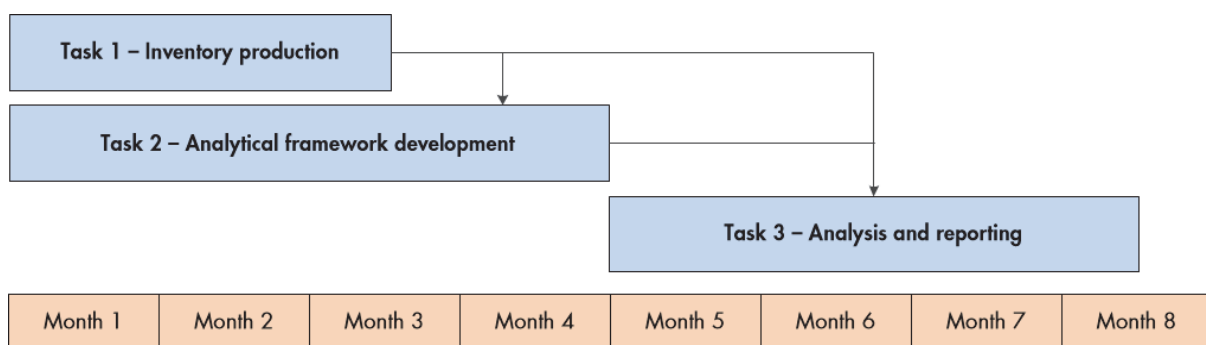 Task 1 – Inventory production
Task 2 – Analytical framework development
Task 3 – Analysis and reporting
Month 1 Month 2 Month 3 Month 4 Month 5 Month 6 Month 7 Month 8